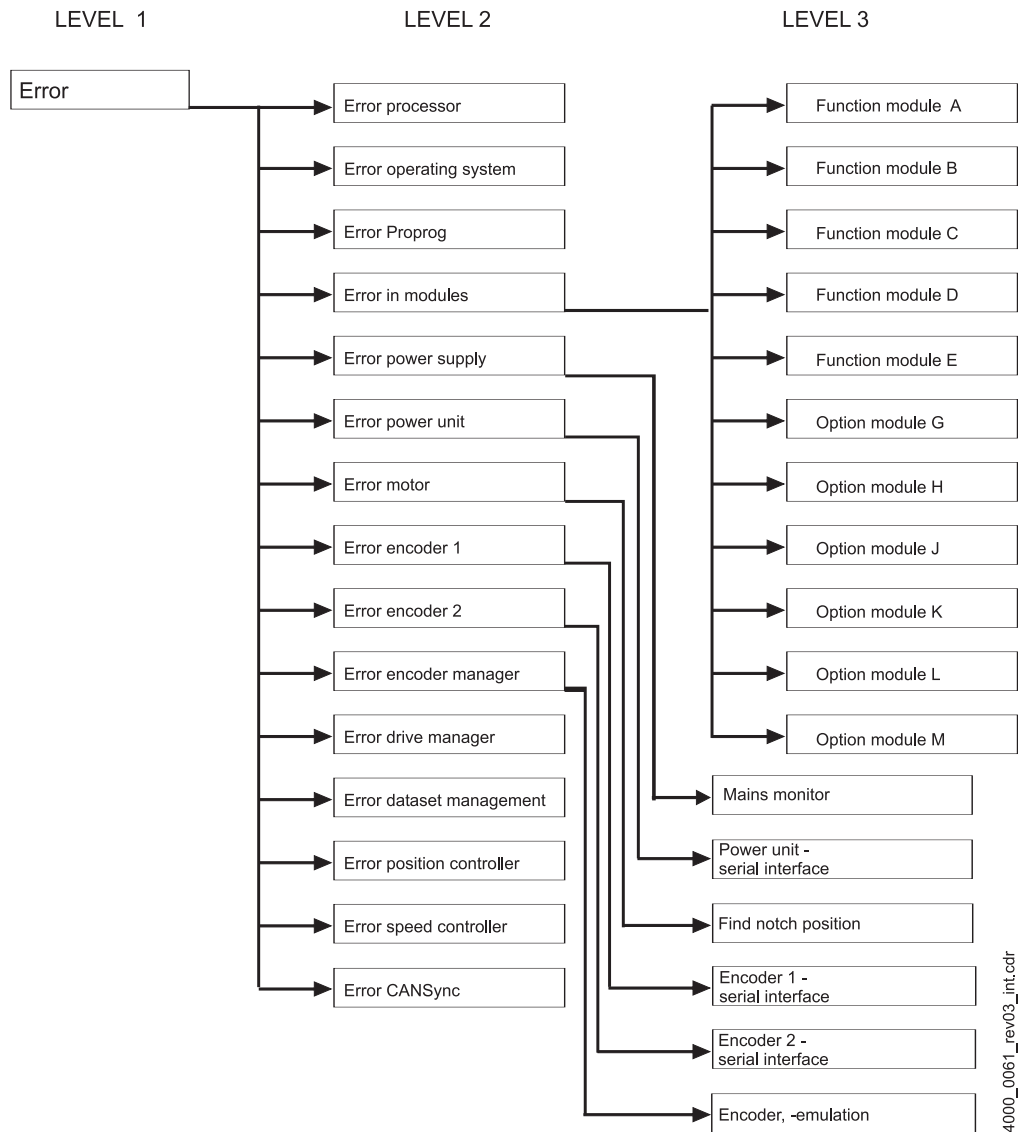 LEVEL 1
LEVEL 2
LEVEL 3
Error
Error processor
Error operating system
Error Proprog
Error in modules
Error power supply
Error power unit
Error motor
Error encoder 1
Error encoder 2
Error encoder manager
Error drive manager
Error dataset management
Error position controller
Error speed controller
Error CANSync
Function module A
Function module B
Function module C
Function module D
Function module E
Option module G
Option module H
Option module J
Option module K
Option module L
Option module M
Mains monitor
Power unit -
serial interface
Find notch position
Encoder 1 -
serial interface
Encoder 2 -
serial interface
Encoder, -emulation
4000_0061_rev03_int.cdr